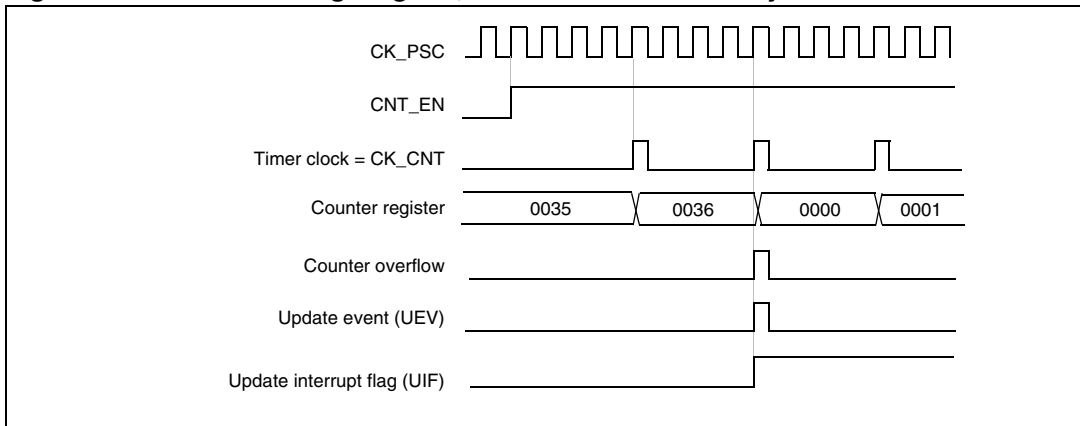 CK_PSC
CNT_EN
Timer clock = CK_CNT
Counter register 0035 0036 0000 0001
Counter overflow
Update event (UEV)
Update interrupt flag (UIF)